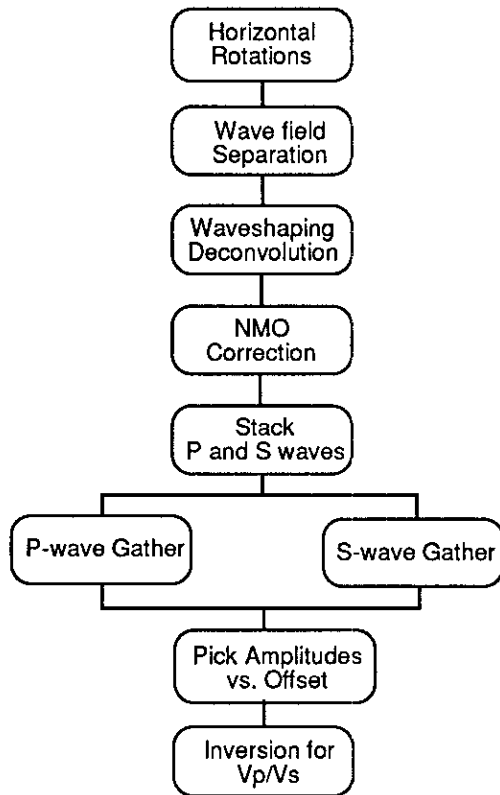 Horizontal
Rotations
Wave field
Separation
Waveshaping
Deconvolution
NMO
Correction
Stack
P and S waves
P-wave Gather
S-wave Gather
Pick Amplitudes
vs. Offset
Inversion for
Vp/Vs